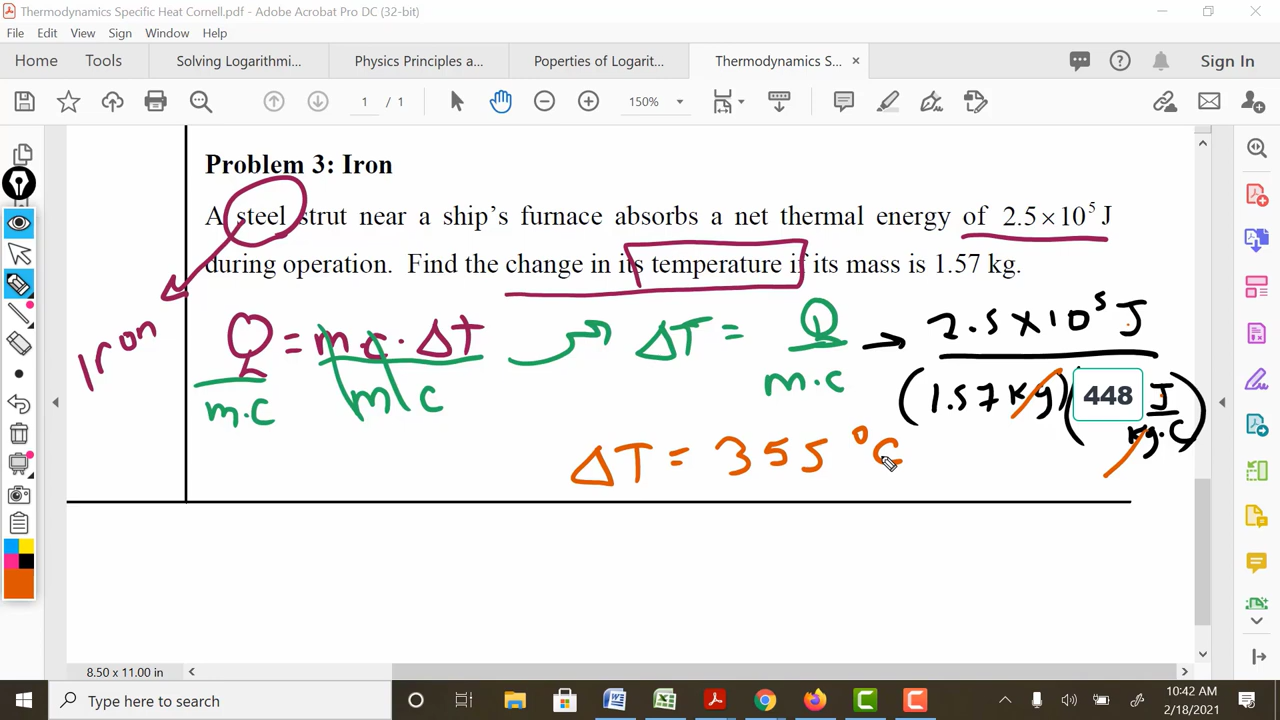 Thermodynamics Specific Heat Cornell.pdf - Adobe Acrobat Pro DC (32-bit)
File Edit View Sign Window Help
Home Tools Solving Logarithmi... Physics Principles a... Poperties of Logarit... Thermodynamics S... × Sign In
1 / 1 150%
Problem 3: Iron
A steel strut near a ship's furnace absorbs a net thermal energy of 2.5×10⁵ J
during operation. Find the change in its temperature if its mass is 1.57 kg.
Iron
Q = m c · ΔT
m·c m c
ΔT = Q
m·c
→ 2.5 × 10⁵ J
(1.57 kg) (448 J
kg·C)
ΔT = 355 °C
8.50 x 11.00 in
Type here to search
10:42 AM
2/18/2021